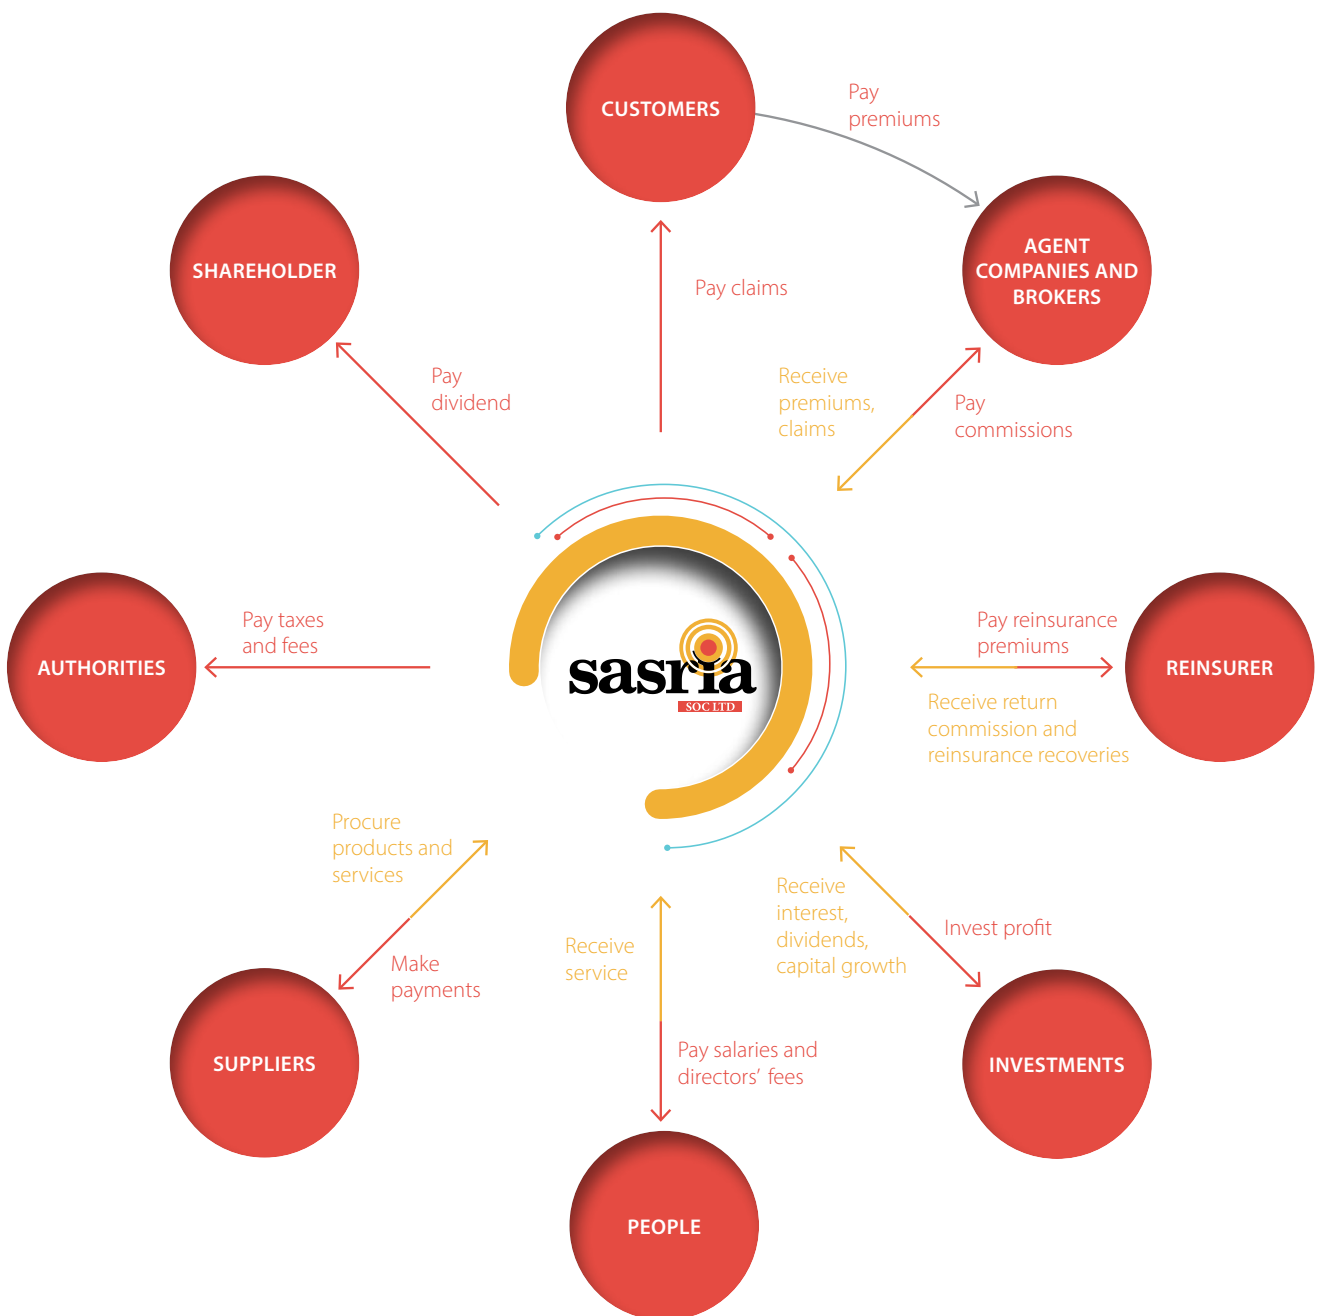 CUSTOMERS
Pay
premiums
AGENT
COMPANIES AND
BROKERS
SHAREHOLDER
Pay claims
Pay
dividend
Receive
premiums,
claims
Pay
commissions
Pay taxes
and fees
AUTHORITIES
sasria
SOC LTD
Pay reinsurance
premiums
REINSURER
Receive return
commission and
reinsurance recoveries
Procure
products and
services
Make
payments
SUPPLIERS
Receive
service
Pay salaries and
directors’ fees
PEOPLE
Receive
interest,
dividends,
capital growth
Invest profit
INVESTMENTS